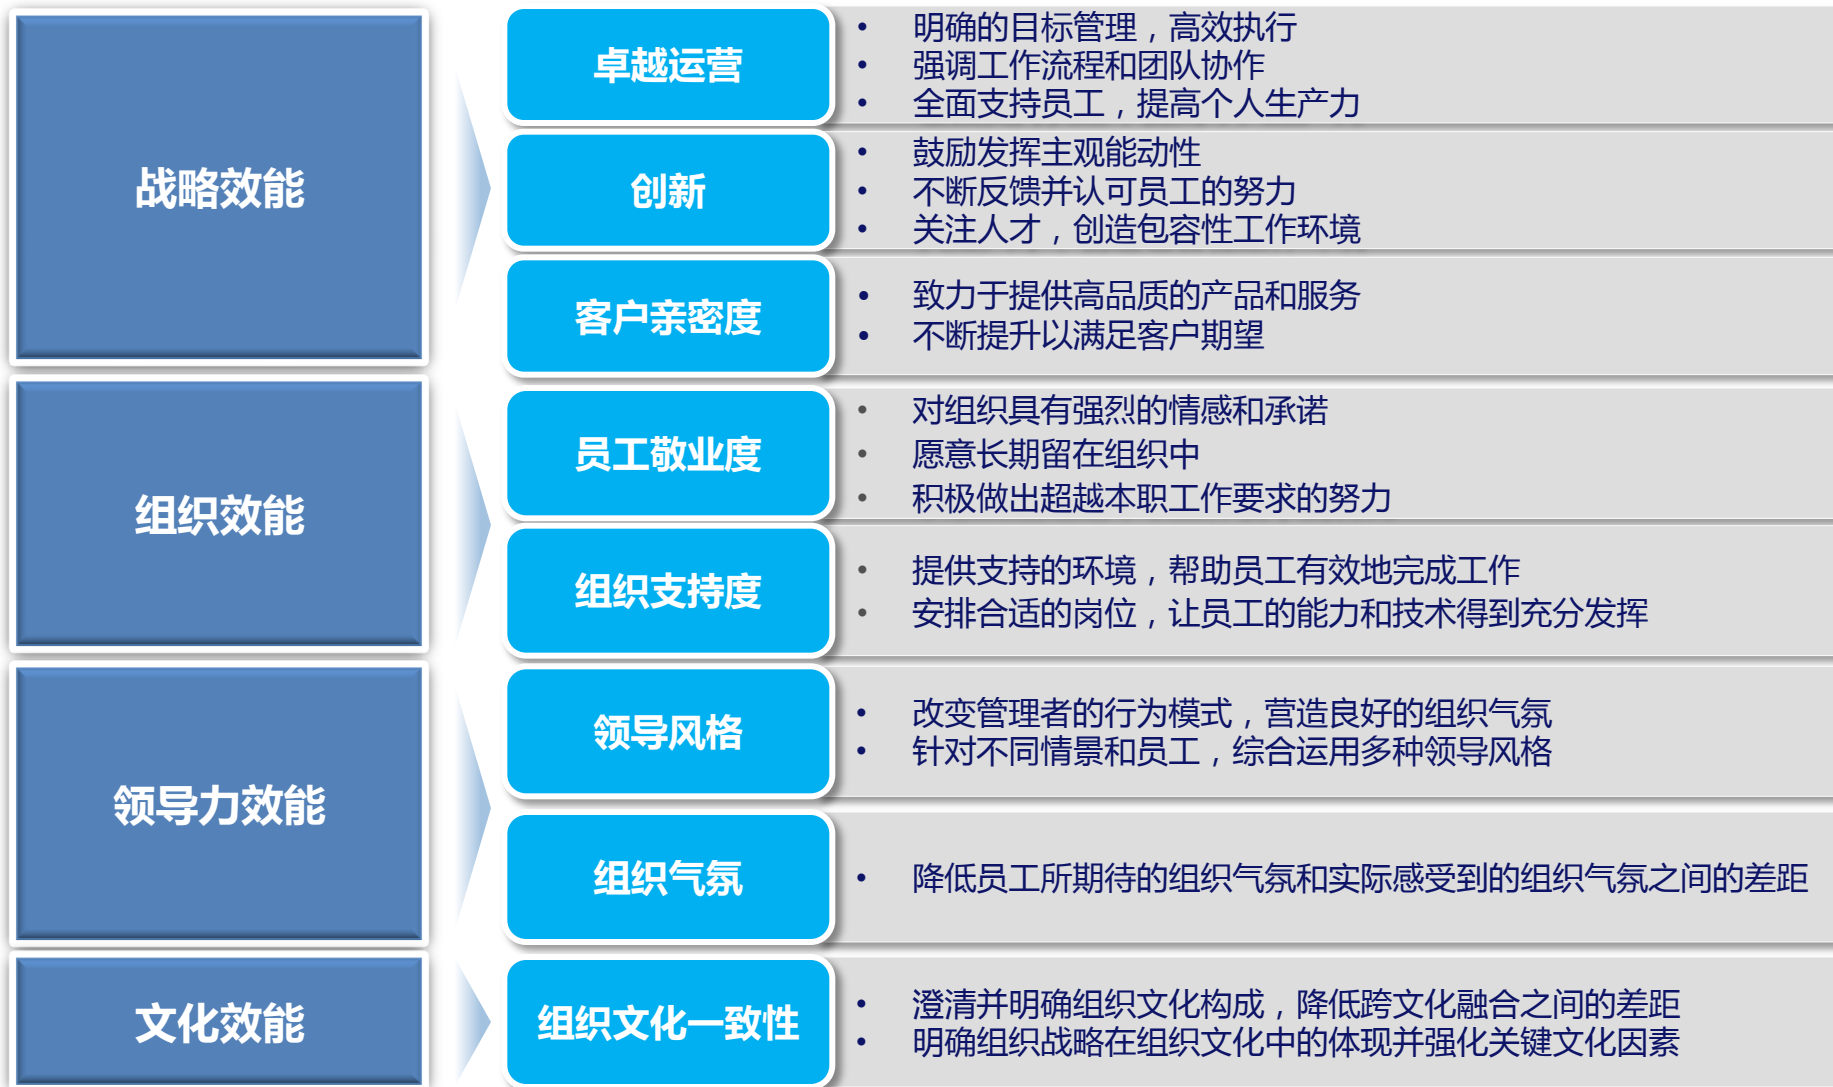 战略效能
卓越运营
• 明确的目标管理，高效执行
• 强调工作流程和团队协作
• 全面支持员工，提高个人生产力
创新
• 鼓励发挥主观能动性
• 不断反馈并认可员工的努力
• 关注人才，创造包容性工作环境
客户亲密度
• 致力于提供高品质的产品和服务
• 不断提升以满足客户期望
组织效能
员工敬业度
• 对组织具有强烈的情感和承诺
• 愿意长期留在组织中
• 积极做出超越本职工作要求的努力
组织支持度
• 提供支持的环境，帮助员工有效地完成工作
• 安排合适的岗位，让员工的能力和技术得到充分发挥
领导力效能
领导风格
• 改变管理者的行为模式，营造良好的组织气氛
• 针对不同情景和员工，综合运用多种领导风格
组织气氛
• 降低员工所期待的组织气氛和实际感受到的组织气氛之间的差距
文化效能
组织文化一致性
• 澄清并明确组织文化构成，降低跨文化融合之间的差距
• 明确组织战略在组织文化中的体现并强化关键文化因素